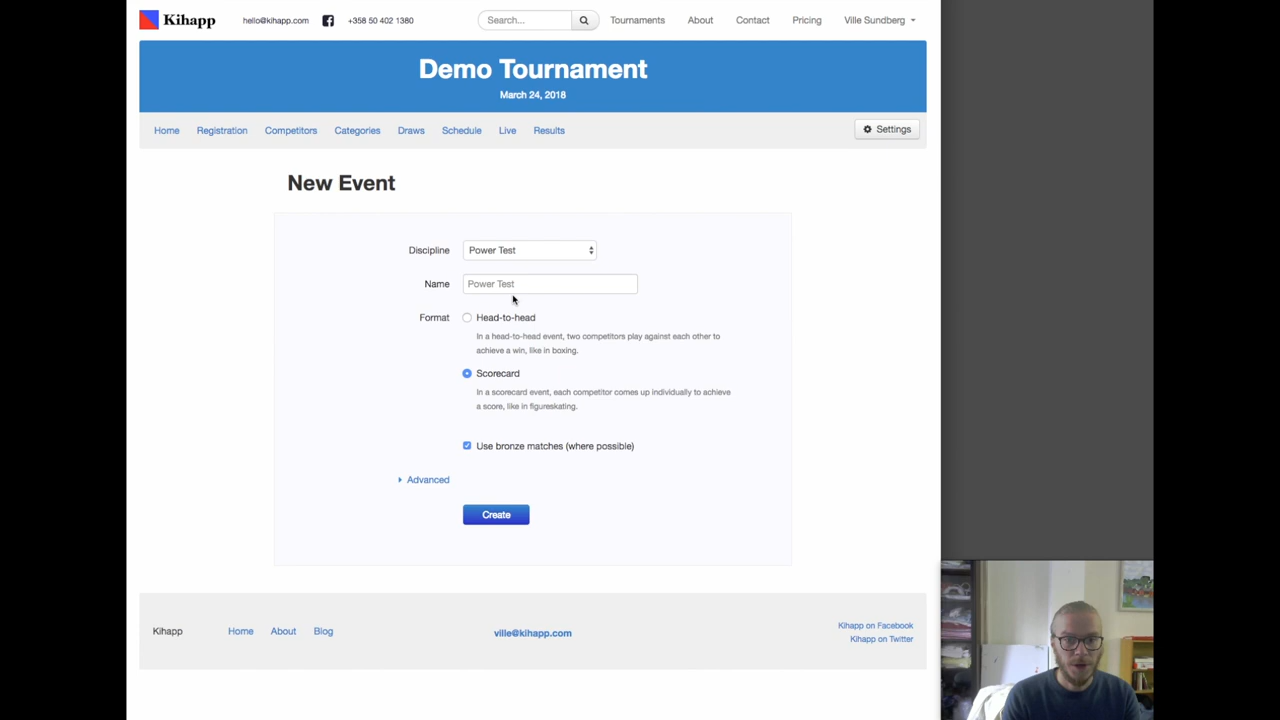 Kihapp hello@kihapp.com +358 50 402 1380 Search... Tournaments About Contact Pricing Ville Sundberg
Demo Tournament
March 24, 2018
Home Registration Competitors Categories Draws Schedule Live Results Settings
New Event
Discipline Power Test
Name Power Test
Format Head-to-head
In a head-to-head event, two competitors play against each other to
achieve a win, like in boxing.
Scorecard
In a scorecard event, each competitor comes up individually to achieve
a score, like in figureskating.
Use bronze matches (where possible)
Advanced
Create
Kihapp Home About Blog ville@kihapp.com Kihapp on Facebook
Kihapp on Twitter